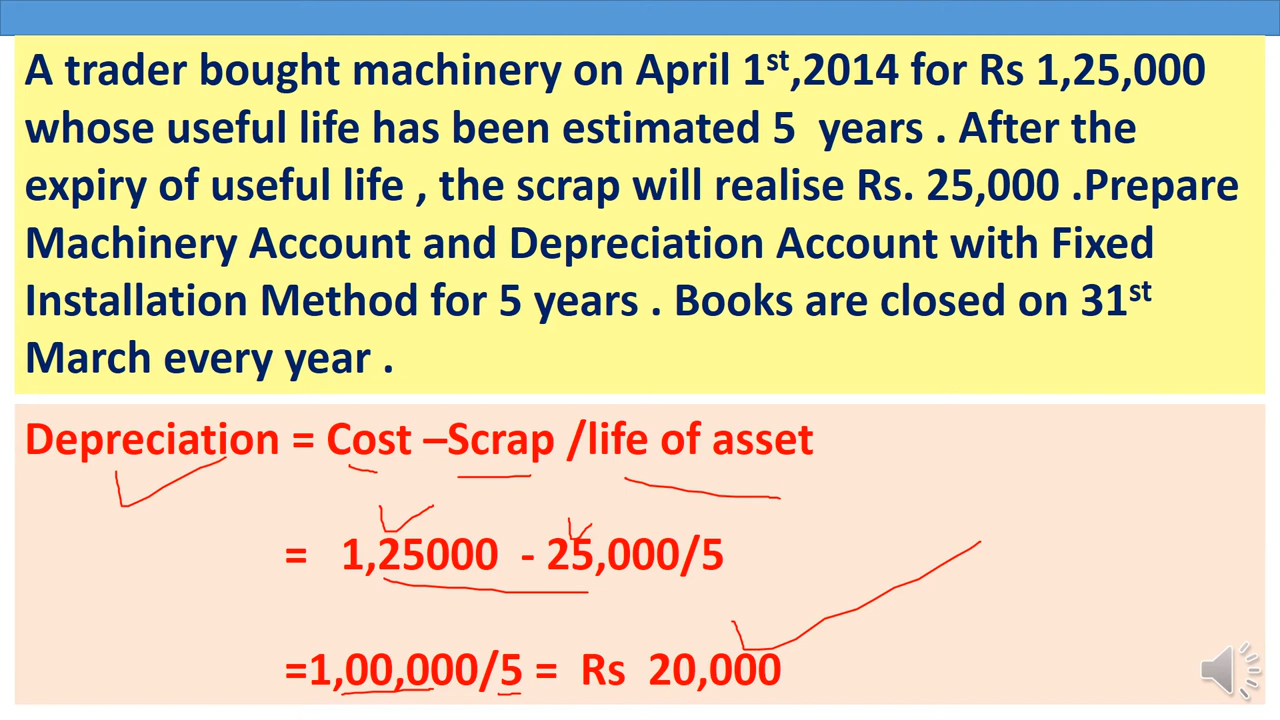 A trader bought machinery on April 1st,2014 for Rs 1,25,000
whose useful life has been estimated 5 years . After the
expiry of useful life , the scrap will realise Rs. 25,000 .Prepare
Machinery Account and Depreciation Account with Fixed
Installation Method for 5 years . Books are closed on 31st
March every year .
Depreciation = Cost –Scrap /life of asset
= 1,25000 - 25,000/5
=1,00,000/5 = Rs 20,000